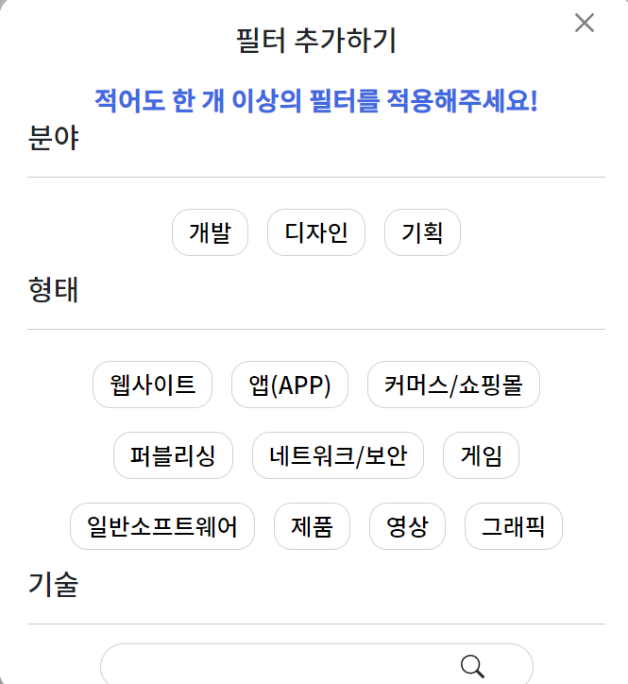 필터 추가하기
적어도 한 개 이상의 필터를 적용해주세요!
분야
개발 디자인 기획
형태
웹사이트 앱(APP) 커머스/쇼핑몰
퍼블리싱 네트워크/보안 게임
일반소프트웨어 제품 영상 그래픽
기술